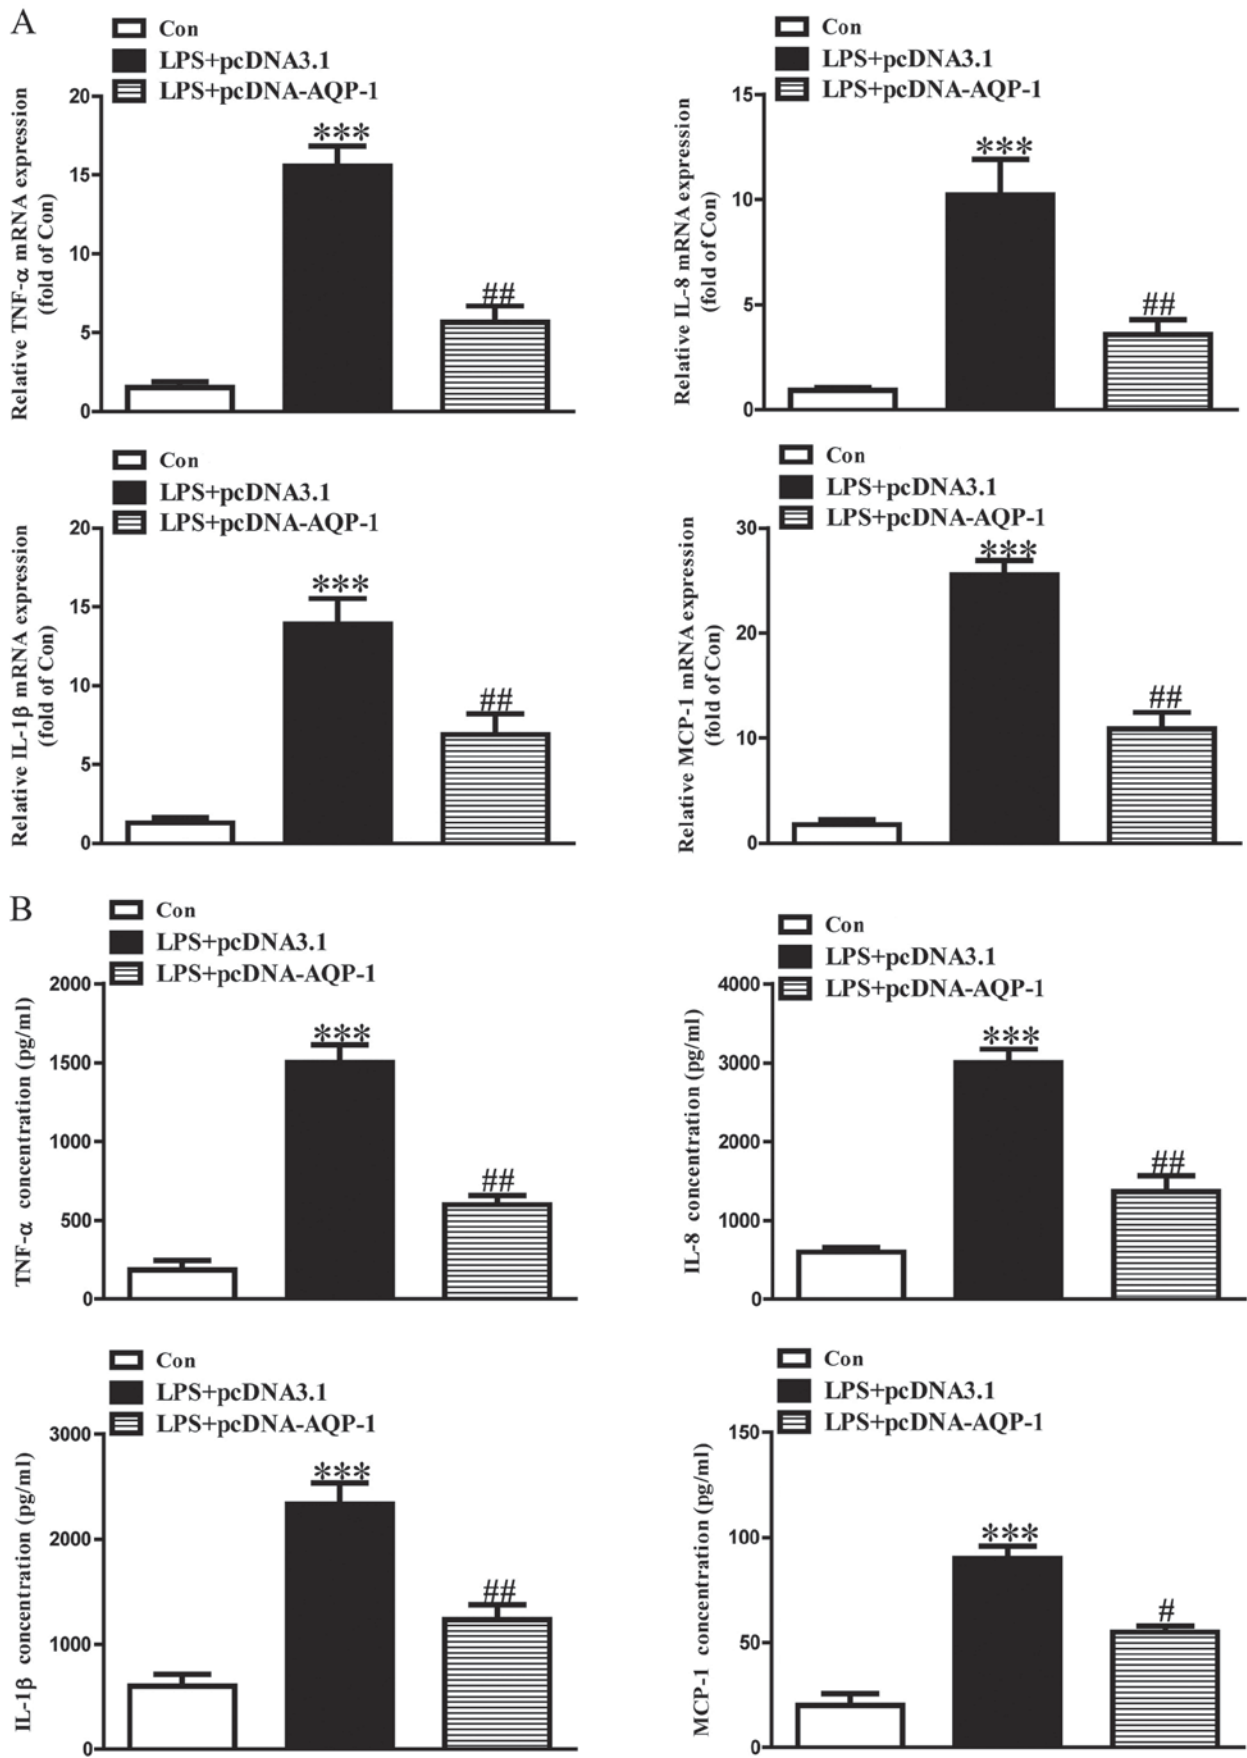 A
Con
LPS+pcDNA3.1
LPS+pcDNA-AQP-1
Relative TNF-α mRNA expression
(fold of Con)
20
15
10
5
0
***
##
Con
LPS+pcDNA3.1
LPS+pcDNA-AQP-1
Relative IL-8 mRNA expression
(fold of Con)
15
10
5
0
***
##
Con
LPS+pcDNA3.1
LPS+pcDNA-AQP-1
Relative IL-1β mRNA expression
(fold of Con)
20
15
10
5
0
***
##
Con
LPS+pcDNA3.1
LPS+pcDNA-AQP-1
Relative MCP-1 mRNA expression
(fold of Con)
30
20
10
0
***
##
B
Con
LPS+pcDNA3.1
LPS+pcDNA-AQP-1
TNF-α concentration (pg/ml)
2000
1500
1000
500
0
***
##
Con
LPS+pcDNA3.1
LPS+pcDNA-AQP-1
IL-8 concentration (pg/ml)
4000
3000
2000
1000
0
***
##
Con
LPS+pcDNA3.1
LPS+pcDNA-AQP-1
IL-1β concentration (pg/ml)
3000
2000
1000
0
***
##
Con
LPS+pcDNA3.1
LPS+pcDNA-AQP-1
MCP-1 concentration (pg/ml)
150
100
50
0
***
#